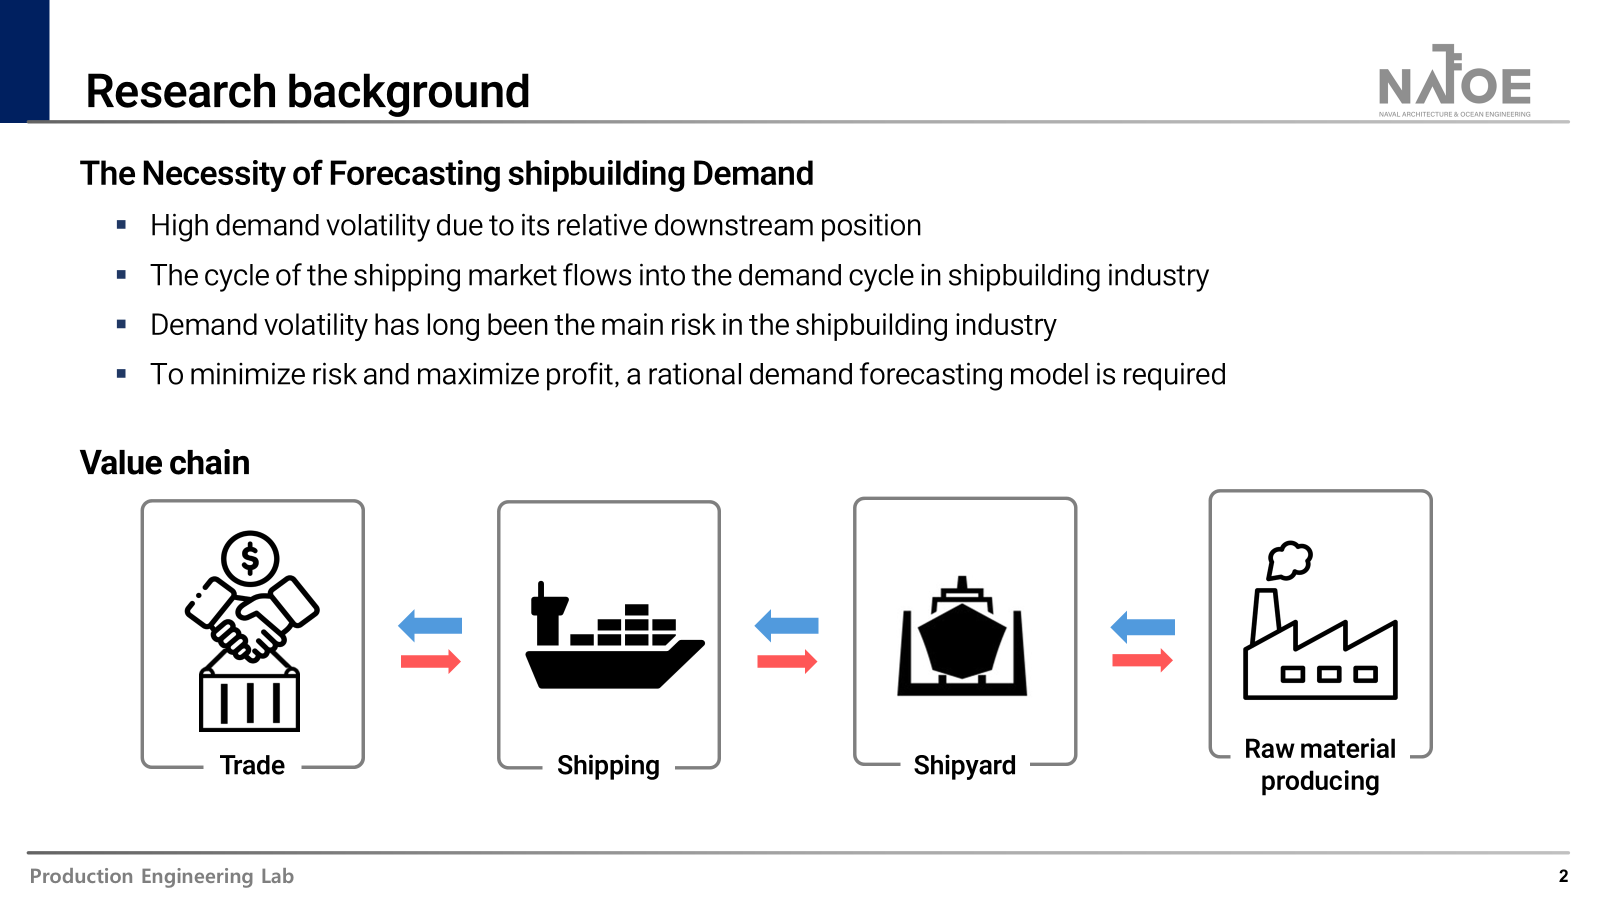 Research background
NAOE
NAVAL ARCHITECTURE & OCEAN ENGINEERING
The Necessity of Forecasting shipbuilding Demand
▪ High demand volatility due to its relative downstream position
▪ The cycle of the shipping market flows into the demand cycle in shipbuilding industry
▪ Demand volatility has long been the main risk in the shipbuilding industry
▪ To minimize risk and maximize profit, a rational demand forecasting model is required
Value chain
$
Trade
Shipping
Shipyard
Raw material
producing
Production Engineering Lab
2